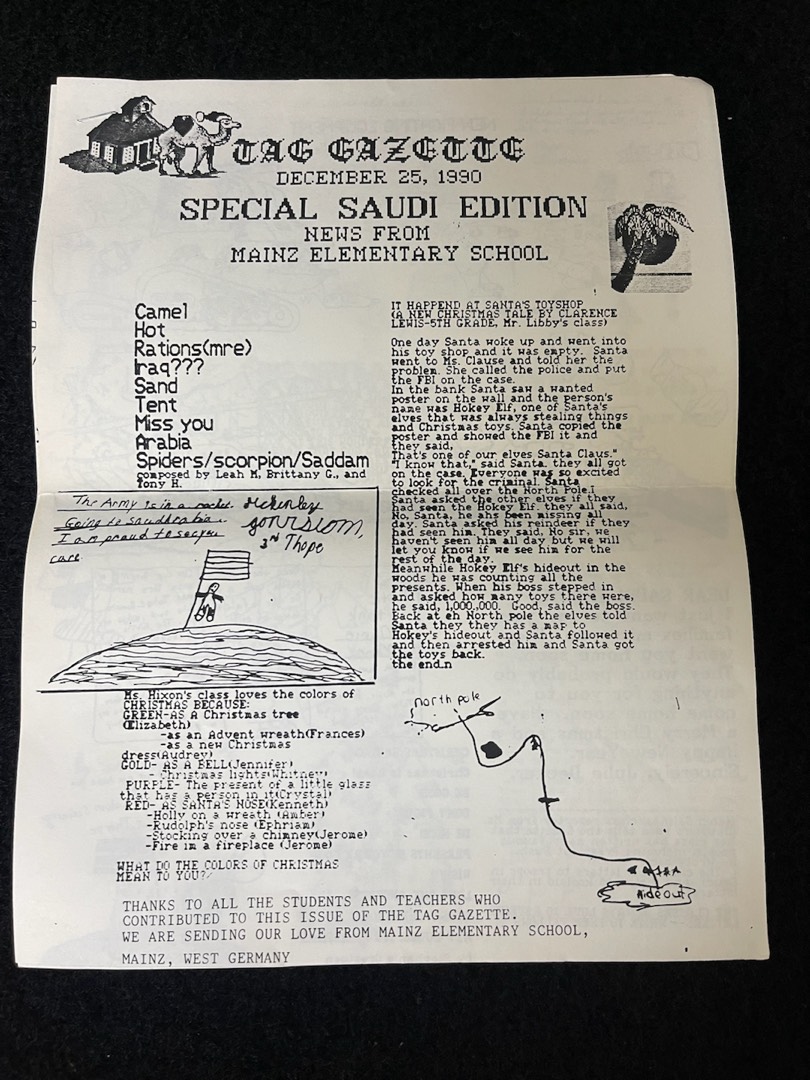 TAG GAZETTE
DECEMBER 25, 1990
SPECIAL SAUDI EDITION
NEWS FROM
MAINZ ELEMENTARY SCHOOL
Camel
Hot
Rations(mre)
Iraq???
Sand
Tent
Miss you
Arabia
Spiders/scorpion/Saddam
composed by Leah M, Brittany G., and
Tony H.
The Army is in a
Going to
I am proud to
care
Mckinley
3rd
north pole
IT HAPPEND AT SANTA'S TOYSHOP
(A NEW CHRISTMAS TALE BY CLARENCE
LEWIS-5TH GRADE, Mr. Libby's class)
One day Santa woke up and went into
his toy shop and it was empty. Santa
went to Ms. Clause and told her the
problem. She called the police and put
the FBI on the case.
In the bank Santa saw a wanted
poster on the wall and the person's
name was Hokey Elf, one of Santa's
elves that was always stealing things
and Christmas toys. Santa copied the
poster and showed the FBI it and
they said,
That's one of our elves Santa Claus."
"I know that," said Santa. they all got
on the case. Everyone was so excited
to look for the criminal. Santa
checked all over the North Pole.I
Santa asked the other elves if they
had seen the Hokey Elf. they all said,
No, Santa, he ahs been missing all
day. Santa asked his reindeer if they
had seen him. They said, No sir, we
haven't seen him all day but we will
let you know if we see him for the
rest of the day.
Meanwhile Hokey Elf's hideout in the
woods he was counting all the
presents. When his boss stepped in
and asked how many toys there were,
he said, 1,000,000. Good, said the boss.
Back at eh North pole the elves told
Santa they they has a map to
Hokey's hideout and Santa followed it
and then arrested him and Santa got
the toys back.
the end.n
Ms. Hixon's class loves the colors of
CHRISTMAS BECAUSE:
GREEN-AS A Christmas tree
(Elizabeth)
-as an Advent wreath(Frances)
-as a new Christmas
dress(Audrey)
GOLD- AS A BELL(Jennifer)
- Christmas lights(Whitney)
PURPLE- The present of a little glass
that has a person in it(Crystal)
RED- AS SANTA'S NOSE(Kenneth)
-Holly on a wreath (Amber)
-Rudolph's nose (Ephriam)
-Stocking over a chimney(Jerome)
-Fire in a fireplace (Jerome)
WHAT DO THE COLORS OF CHRISTMAS
MEAN TO YOU?
Hideout
THANKS TO ALL THE STUDENTS AND TEACHERS WHO
CONTRIBUTED TO THIS ISSUE OF THE TAG GAZETTE.
WE ARE SENDING OUR LOVE FROM MAINZ ELEMENTARY SCHOOL,
MAINZ, WEST GERMANY